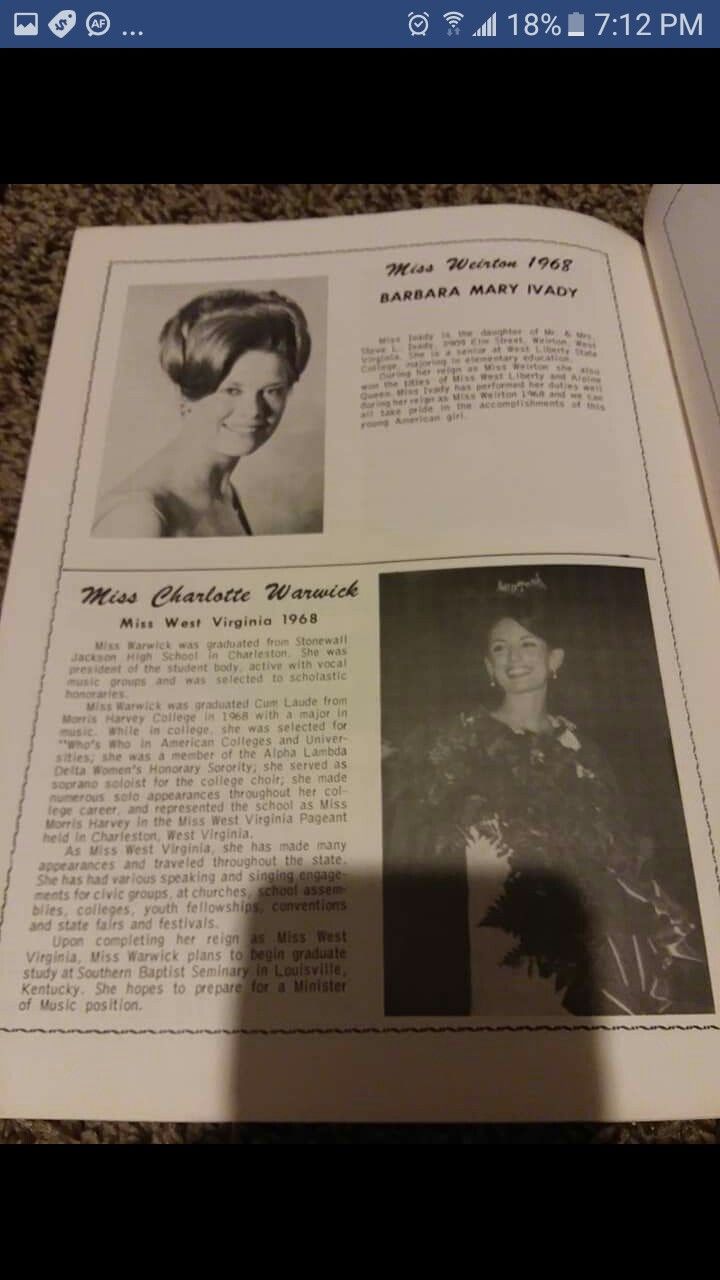 AF
...
18%
7:12 PM
Miss Weirton 1968
BARBARA MARY IVADY
Miss Ivady is the daughter of Mr. & Mrs.
Steve L. Ivady, Elm Street, Weirton, West
Virginia. She is a senior at West Liberty State
College, majoring in elementary education.
During her reign as Miss Weirton she also
won the titles of Miss West Liberty and Alpine
Queen. Miss Ivady has performed her duties well
during her reign as Miss Weirton 1968 and we can
all take pride in the accomplishments of this
young American girl.
Miss Charlotte Warwick
Miss West Virginia 1968
Miss Warwick was graduated from Stonewall
Jackson High School in Charleston. She was
president of the student body, active with vocal
music groups and was selected to scholastic
honoraries.
Miss Warwick was graduated Cum Laude from
Morris Harvey College in 1968 with a major in
music. While in college, she was selected for
"Who's Who in American Colleges and Univer-
sities; she was a member of the Alpha Lambda
Delta Women's Honorary Sorority; she served as
soprano soloist for the college choir; she made
numerous solo appearances throughout her col-
lege career, and represented the school as Miss
Morris Harvey in the Miss West Virginia Pageant
held in Charleston, West Virginia.
As Miss West Virginia, she has made many
appearances and traveled throughout the state.
She has had various speaking and singing engage-
ments for civic groups, at churches, school assem-
blies, colleges, youth fellowships, conventions
and state fairs and festivals.
Upon completing her reign as Miss West
Virginia, Miss Warwick plans to begin graduate
study at Southern Baptist Seminary in Louisville,
Kentucky. She hopes to prepare for a Minister
of Music position.